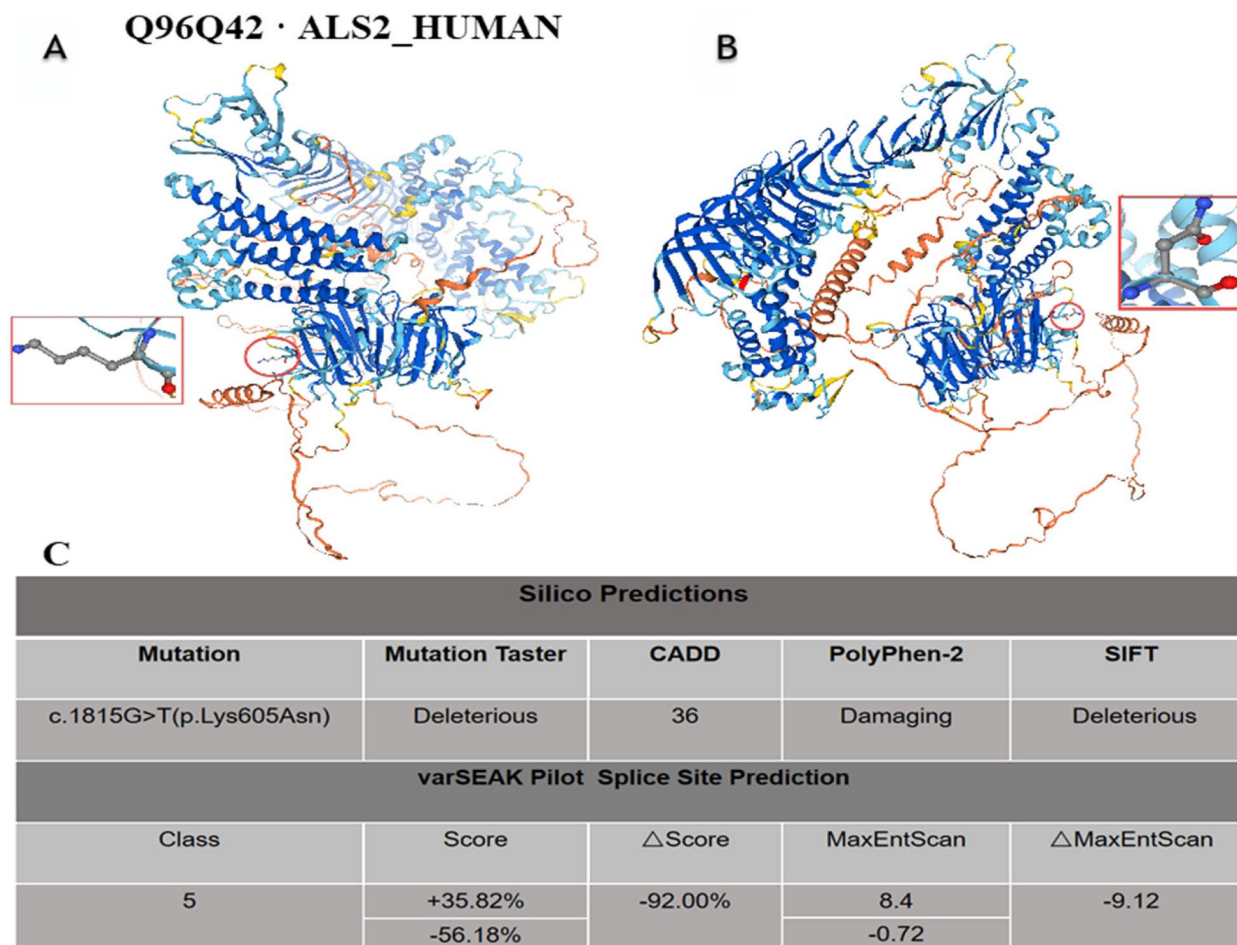 Q96Q42 · ALS2_HUMAN
A
B
C
Silico Predictions
Mutation Mutation Taster CADD PolyPhen-2 SIFT
c.1815G>T(p.Lys605Asn) Deleterious 36 Damaging Deleterious
varSEAK Pilot Splice Site Prediction
Class Score △Score MaxEntScan △MaxEntScan
5 +35.82% -92.00% 8.4 -9.12
-56.18% -0.72